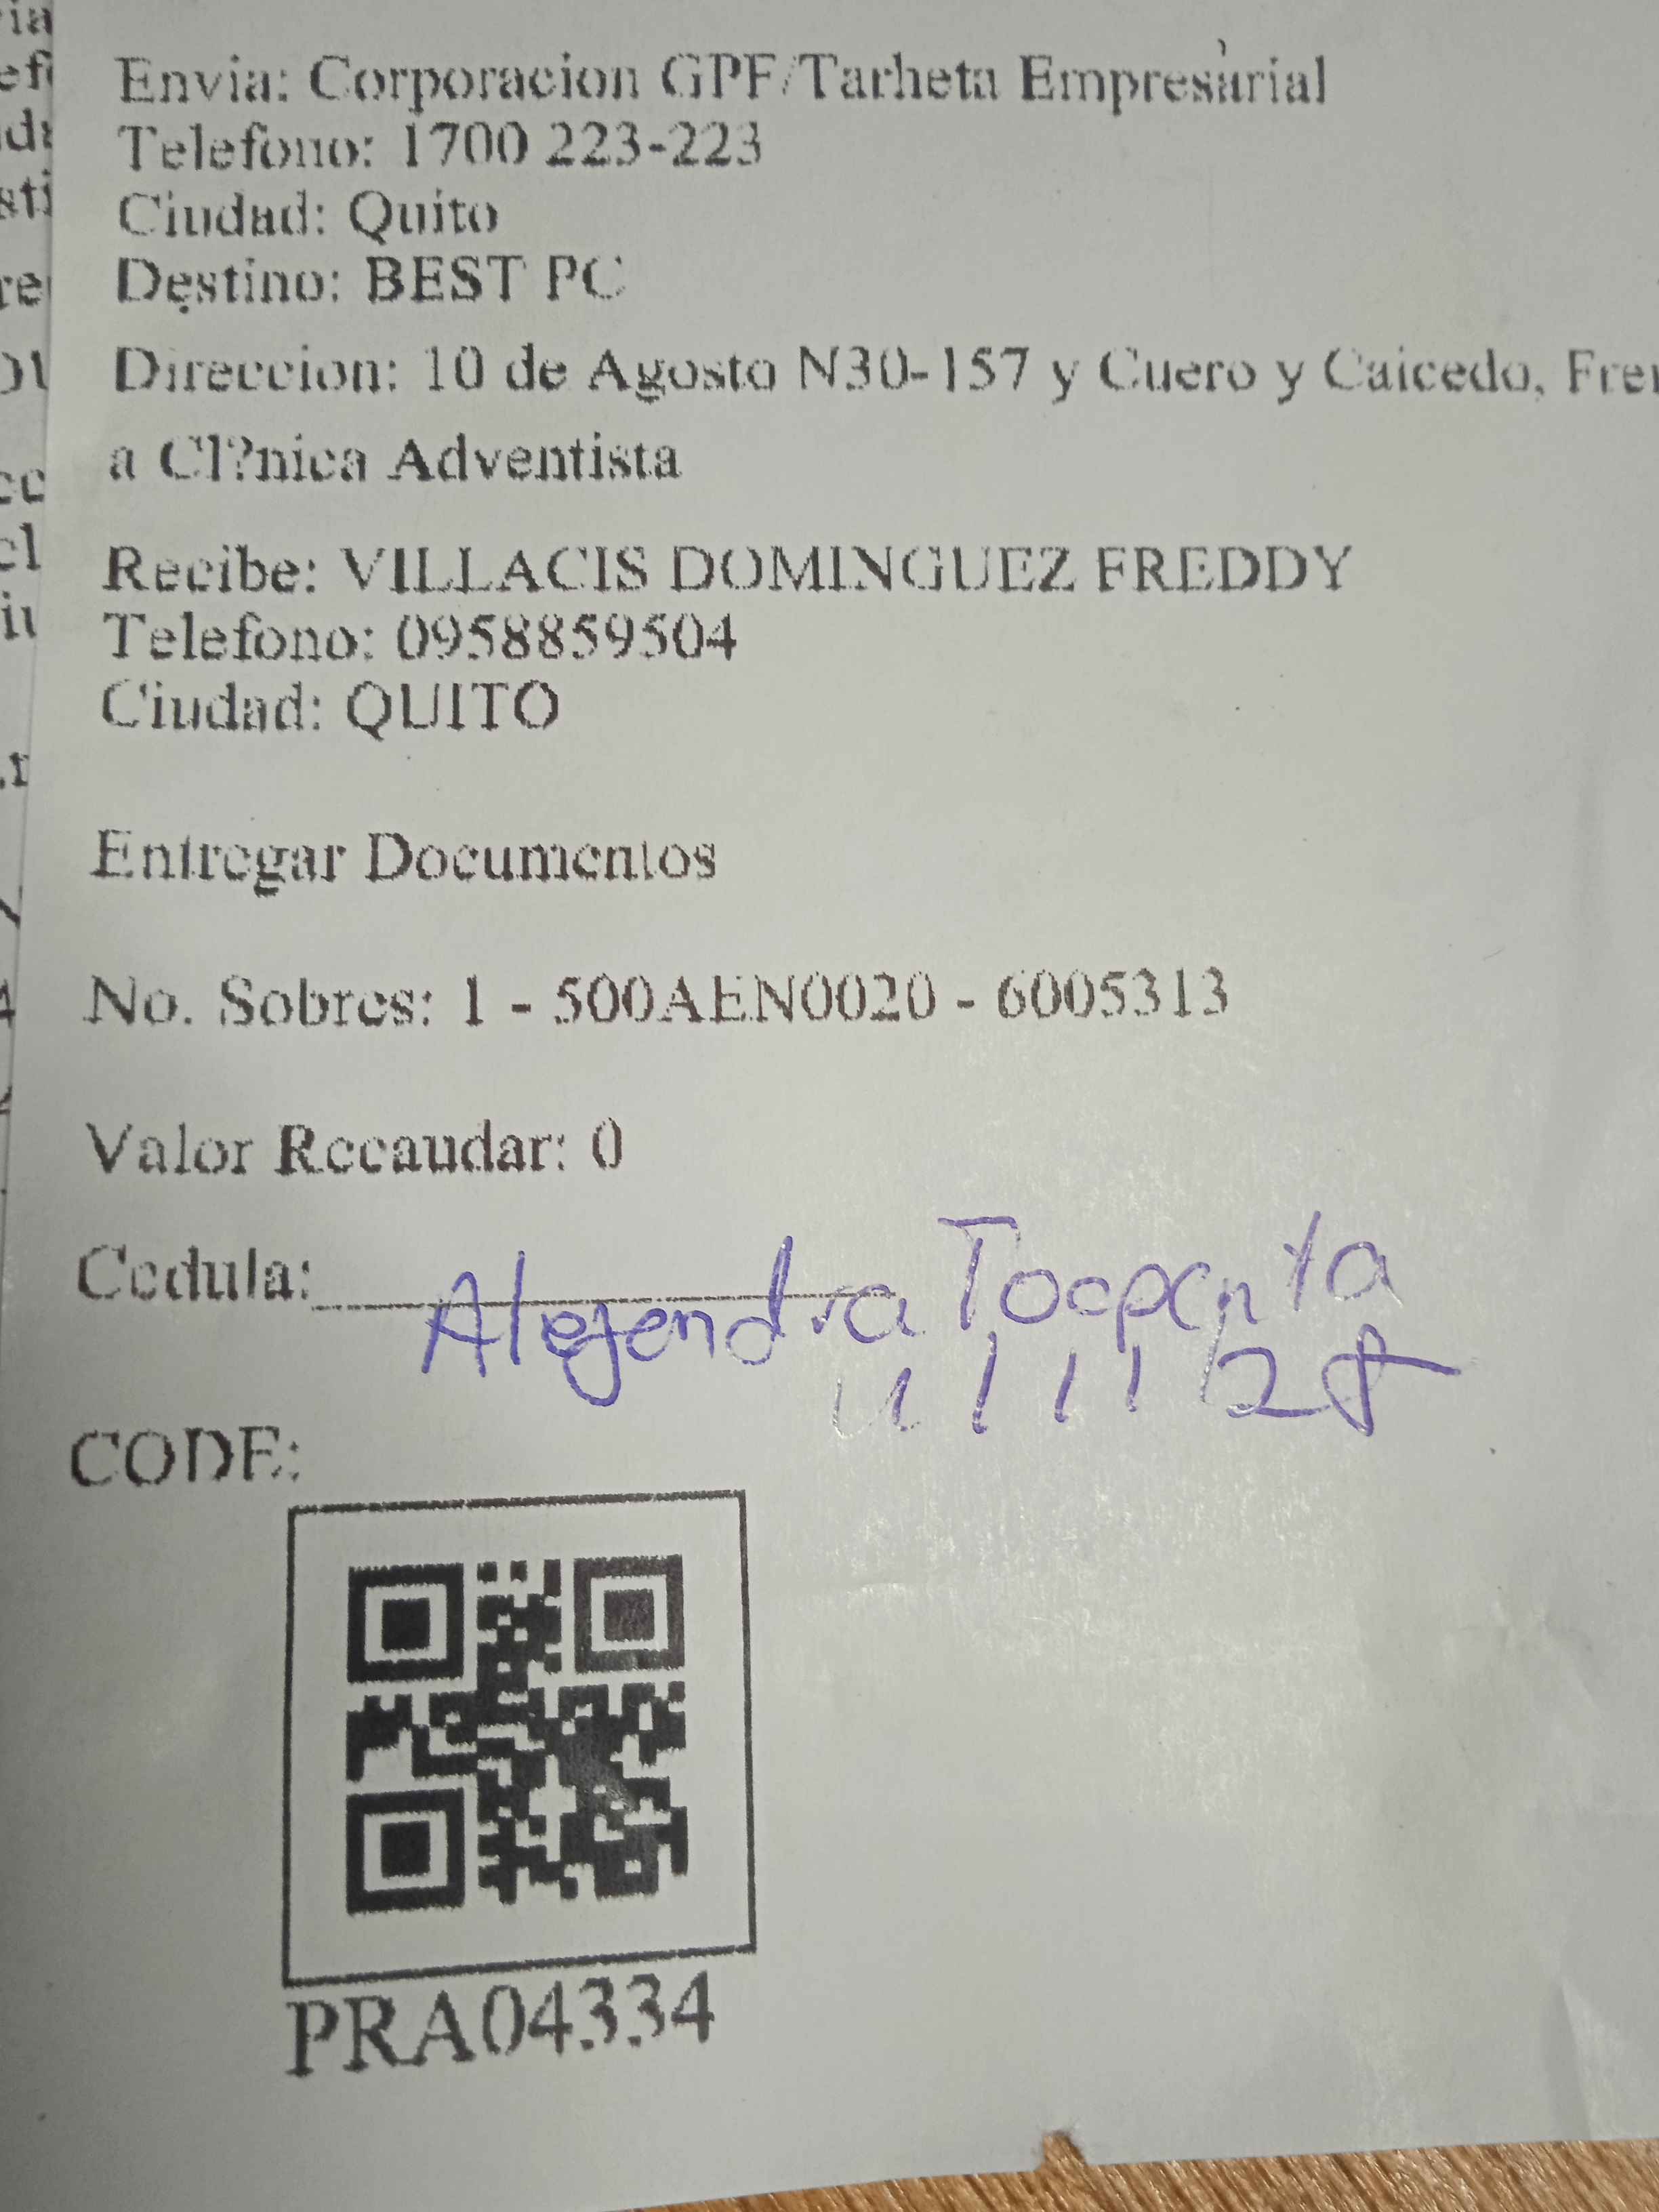 Envia: Corporacion GPF/Tarheta Empresarial
Telefono: 1700 223-223
Ciudad: Quito
Destino: BEST PC
Direccion: 10 de Agosto N30-157 y Cuero y Caicedo, Fre
a Cl?nica Adventista
Recibe: VILLACIS DOMINGUEZ FREDDY
Telefono: 0958859504
Ciudad: QUITO
Entregar Documentos
No. Sobres: 1 - 500AEN0020 - 6005313
Valor Recaudar: 0
Cedula: Alejendra Tocpanta
CODE:
PRA04334